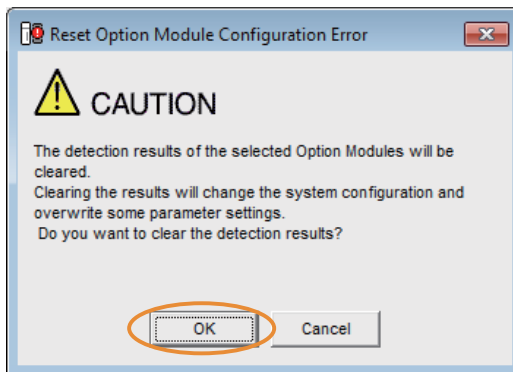 Reset Option Module Configuration Error
CAUTION
The detection results of the selected Option Modules will be
cleared.
Clearing the results will change the system configuration and
overwrite some parameter settings.
Do you want to clear the detection results?
OK
Cancel